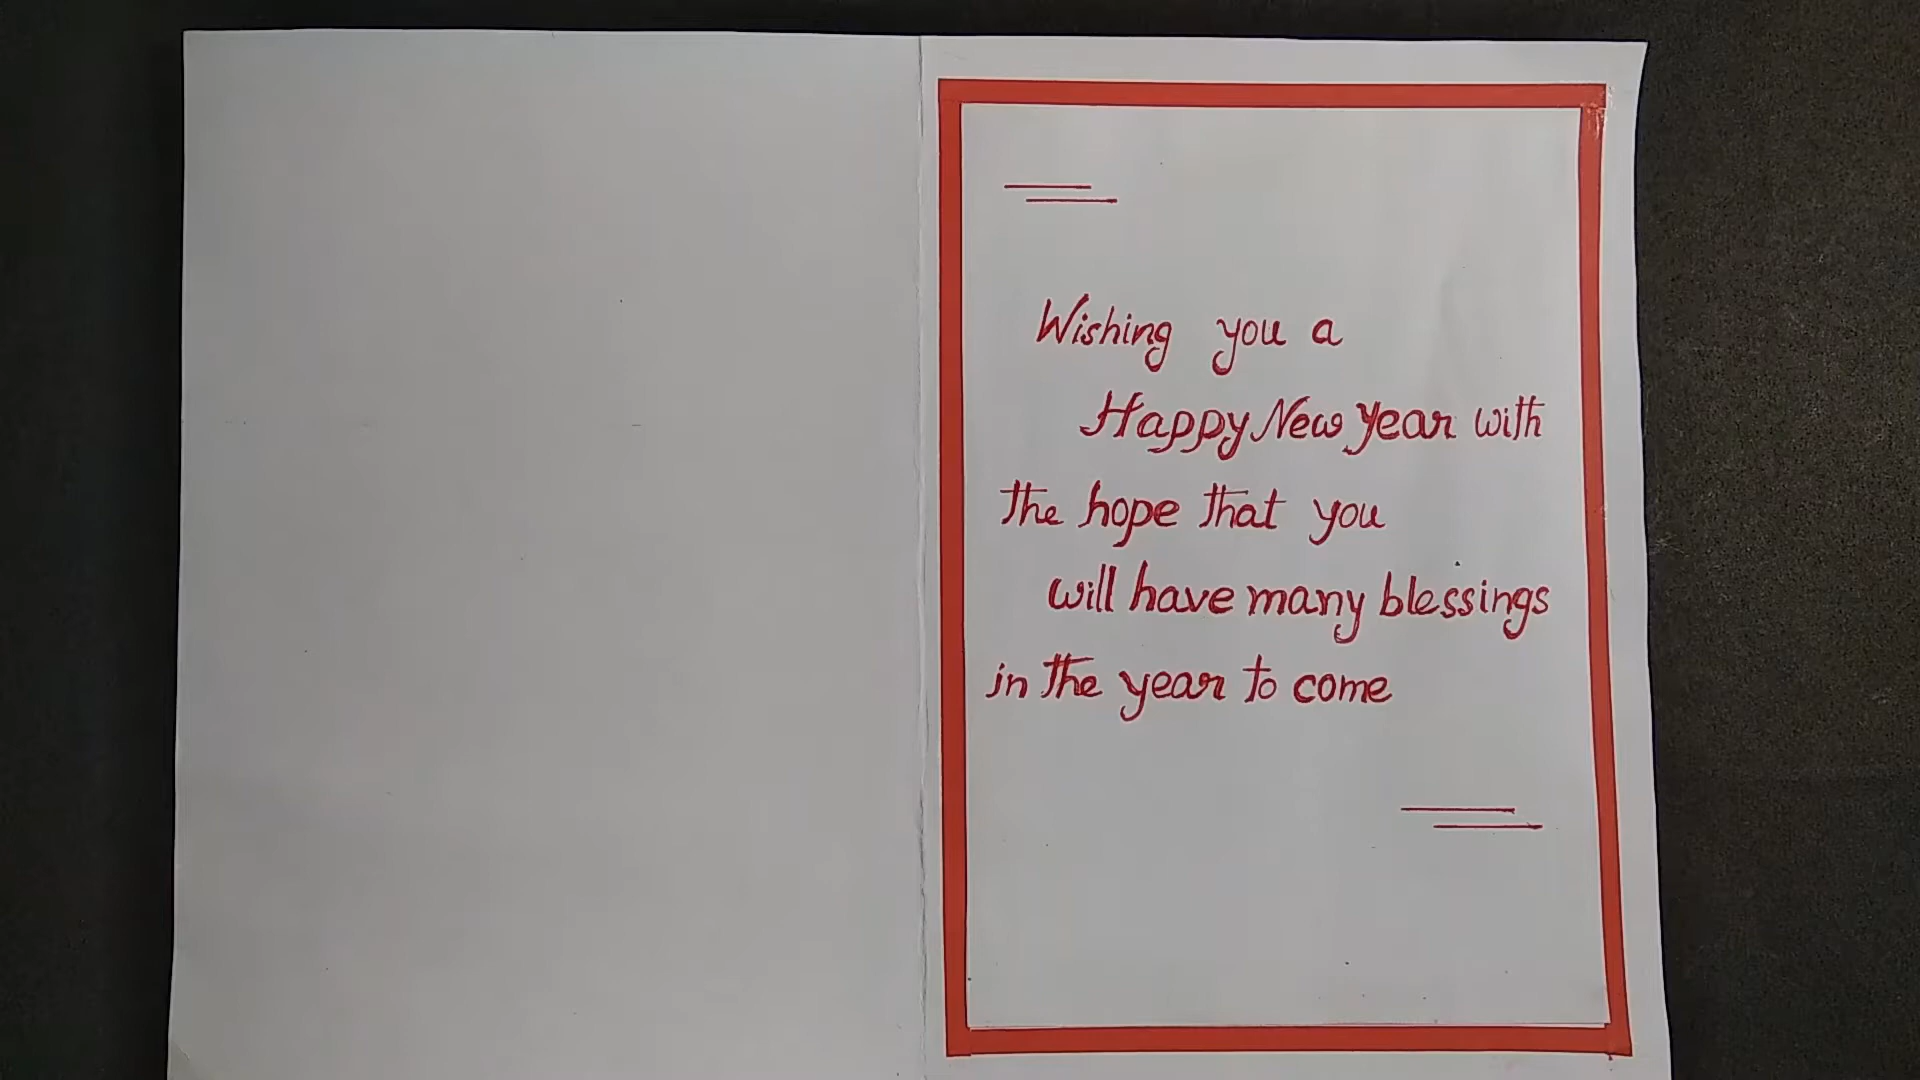 Wishing you a
Happy New Year with
the hope that you
will have many blessings
in the year to come